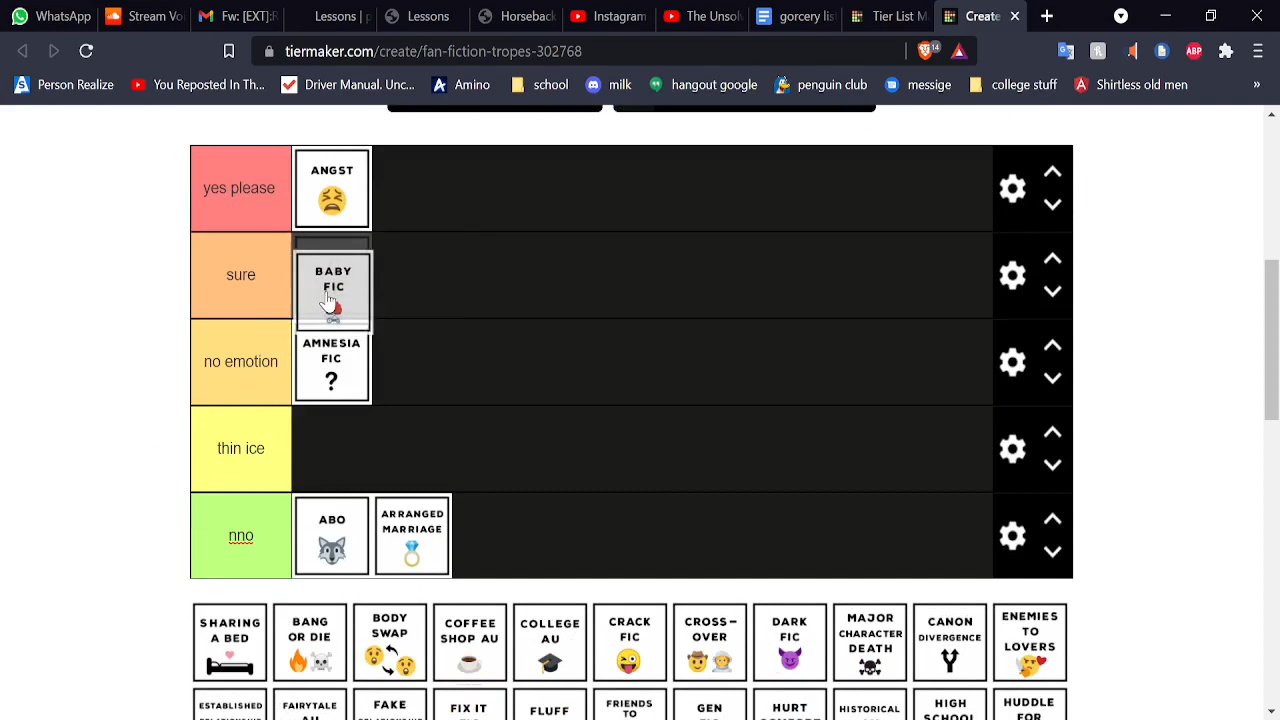 WhatsApp
Stream Voi
Fw: [EXT]:R
Lessons | p
Lessons
Horseback
Instagram
The Unsol
gorcery list
Tier List M
Create
tiermaker.com/create/fan-fiction-tropes-302768
14
ABP
Person Realize
You Reposted In Th...
Driver Manual. Unc...
Amino
school
milk
hangout google
penguin club
messige
college stuff
Shirtless old men
»
yes please
ANGST
sure
BABY
FIC
no emotion
AMNESIA
FIC
?
thin ice
nno
ABO
ARRANGED
MARRIAGE
SHARING
A BED
BANG
OR DIE
BODY
SWAP
COFFEE
SHOP AU
COLLEGE
AU
CRACK
FIC
CROSS-
OVER
DARK
FIC
MAJOR
CHARACTER
DEATH
CANON
DIVERGENCE
ENEMIES
TO
LOVERS
ESTABLISHED
FAIRYTALE
FAKE
FIX IT
FLUFF
FRIENDS
TO
GEN
HURT
HISTORICAL
HIGH
SCHOOL
HUDDLE
FOR